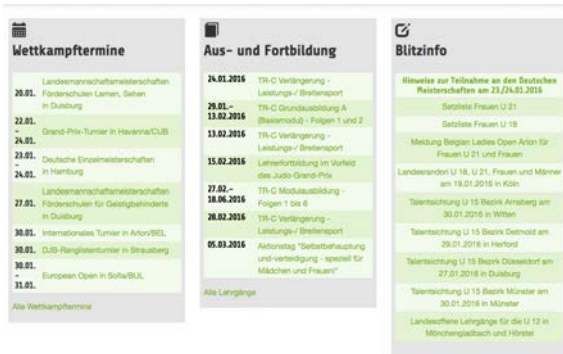 Wettkampftermine
20.01. Landesmannschaftsmeisterschaften
Förderschulen Lernen, Sehen
in Duisburg
22.01.
–
24.01.
Grand-Prix-Turnier in Havanna/CUB
23.01.
–
24.01.
Deutsche Einzelmeisterschaften
in Hamburg
27.01. Landesmannschaftsmeisterschaften
Förderschulen für Geistigbehinderte
in Duisburg
30.01. Internationales Turnier in Arlon/BEL
30.01. DJB-Ranglistenturnier in Strausberg
30.01.
–
31.01.
European Open in Sofia/BUL
Alle Wettkampftermine
Aus- und Fortbildung
24.01.2016 TR-C Verlängerung -
Leistungs-/ Breitensport
29.01.–
13.02.2016
TR-C Grundausbildung A
(Basismodul) - Folgen 1 und 2
13.02.2016 TR-C Verlängerung -
Leistungs-/ Breitensport
15.02.2016 Lehrerfortbildung im Vorfeld
des Judo-Grand-Prix
27.02.–
18.06.2016
TR-C Modulausbildung -
Folgen 1 bis 6
28.02.2016 TR-C Verlängerung -
Leistungs-/ Breitensport
05.03.2016 Aktionstag "Selbstbehauptung
und-verteidigung - speziell für
Mädchen und Frauen"
Alle Lehrgänge
Blitzinfo
Hinweise zur Teilnahme an den Deutschen
Meisterschaften am 23./24.01.2016
Setzliste Frauen U 21
Setzliste Frauen U 18
Meldung Belgian Ladies Open Arlon für
Frauen U 21 und Frauen
Landesrandori U 18, U 21, Frauen und Männer
am 19.01.2016 in Köln
Talentsichtung U 15 Bezirk Arnsberg am
30.01.2016 in Witten
Talentsichtung U 15 Bezirk Detmold am
29.01.2016 in Herford
Talentsichtung U 15 Bezirk Düsseldorf am
27.01.2016 in Duisburg
Talentsichtung U 15 Bezirk Münster am
30.01.2016 in Münster
Landesoffene Lehrgänge für die U 12 in
Mönchengladbach und Hörstel